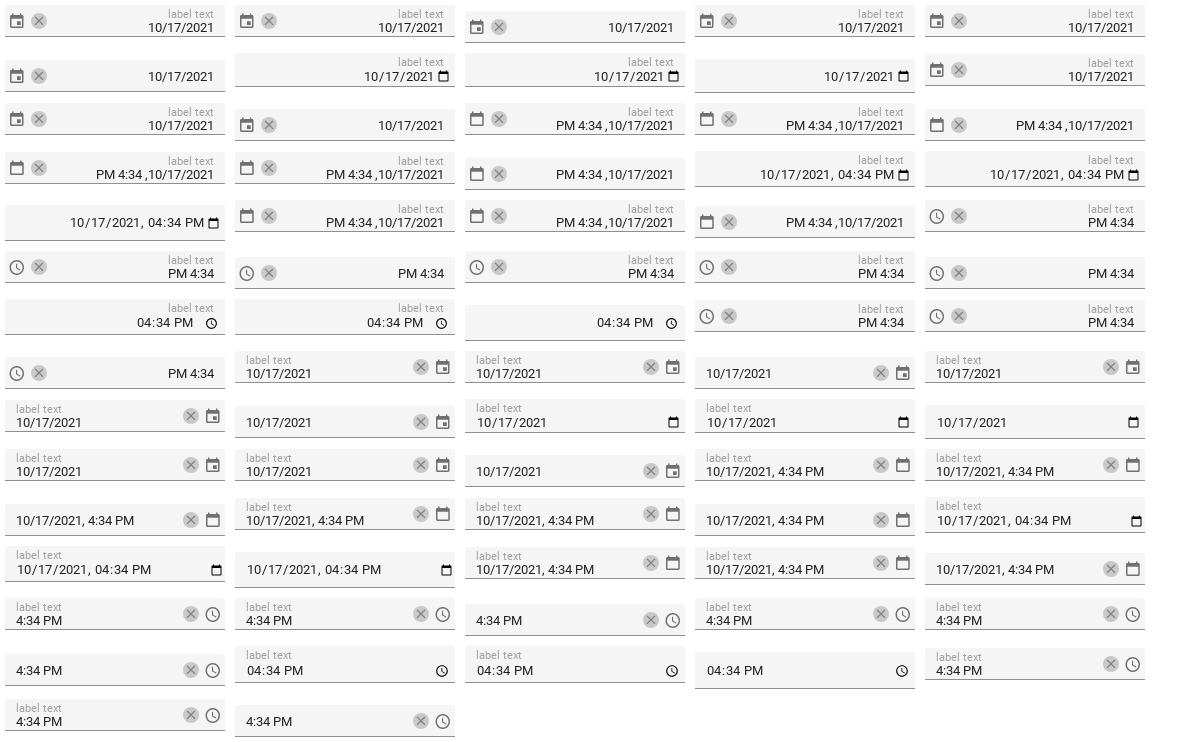 label text
10/17/2021
label text
10/17/2021
10/17/2021
label text
10/17/2021
label text
10/17/2021
10/17/2021
label text
10/17/2021
label text
10/17/2021
10/17/2021
label text
10/17/2021
label text
10/17/2021
10/17/2021
label text
PM 4:34 ,10/17/2021
label text
PM 4:34 ,10/17/2021
PM 4:34 ,10/17/2021
label text
PM 4:34 ,10/17/2021
label text
PM 4:34 ,10/17/2021
PM 4:34 ,10/17/2021
label text
10/17/2021, 04:34 PM
label text
10/17/2021, 04:34 PM
10/17/2021, 04:34 PM
label text
PM 4:34 ,10/17/2021
label text
PM 4:34 ,10/17/2021
PM 4:34 ,10/17/2021
label text
PM 4:34
label text
PM 4:34
PM 4:34
label text
PM 4:34
label text
PM 4:34
PM 4:34
label text
04:34 PM
label text
04:34 PM
04:34 PM
label text
PM 4:34
label text
PM 4:34
PM 4:34
label text
10/17/2021
label text
10/17/2021
10/17/2021
label text
10/17/2021
label text
10/17/2021
10/17/2021
label text
10/17/2021
label text
10/17/2021
10/17/2021
label text
10/17/2021
label text
10/17/2021
10/17/2021
label text
10/17/2021, 4:34 PM
label text
10/17/2021, 4:34 PM
10/17/2021, 4:34 PM
label text
10/17/2021, 4:34 PM
label text
10/17/2021, 4:34 PM
10/17/2021, 4:34 PM
label text
10/17/2021, 04:34 PM
label text
10/17/2021, 04:34 PM
10/17/2021, 04:34 PM
label text
10/17/2021, 4:34 PM
label text
10/17/2021, 4:34 PM
10/17/2021, 4:34 PM
label text
4:34 PM
label text
4:34 PM
4:34 PM
label text
4:34 PM
label text
4:34 PM
4:34 PM
label text
04:34 PM
label text
04:34 PM
04:34 PM
label text
4:34 PM
label text
4:34 PM
4:34 PM